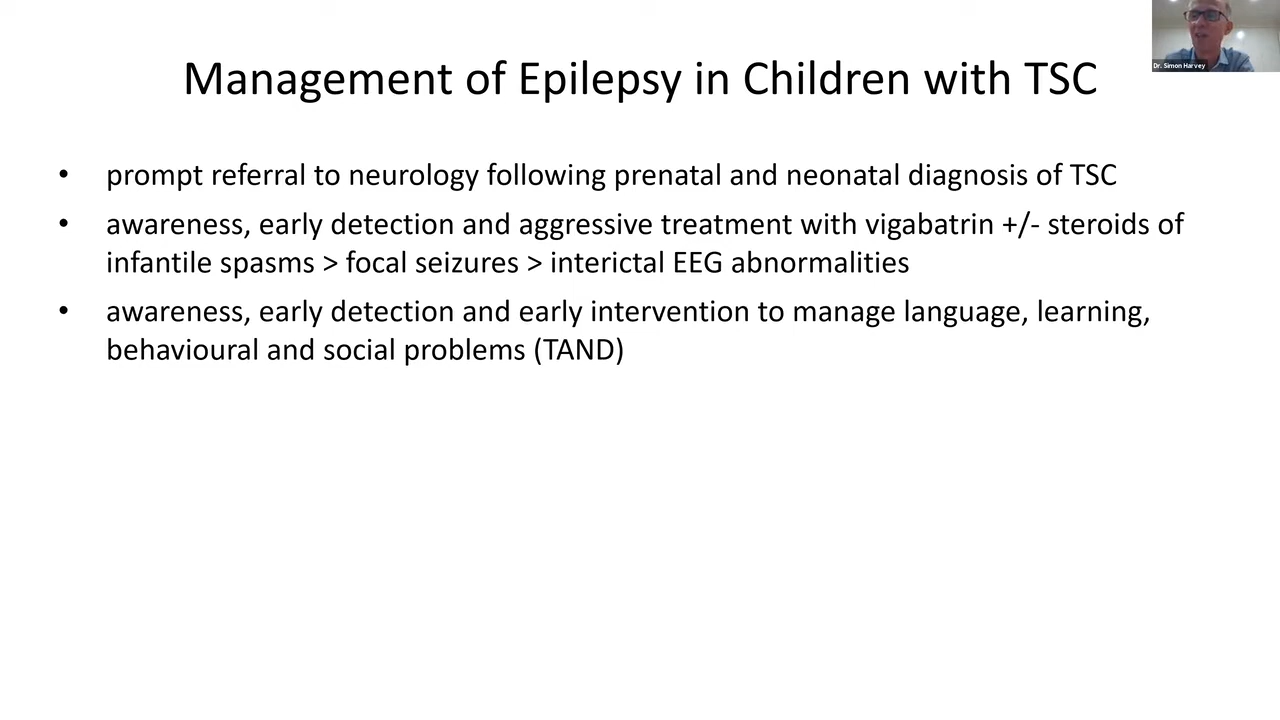 Dr. Simon Harvey
Management of Epilepsy in Children with TSC
• prompt referral to neurology following prenatal and neonatal diagnosis of TSC
• awareness, early detection and aggressive treatment with vigabatrin +/- steroids of
infantile spasms > focal seizures > interictal EEG abnormalities
• awareness, early detection and early intervention to manage language, learning,
behavioural and social problems (TAND)